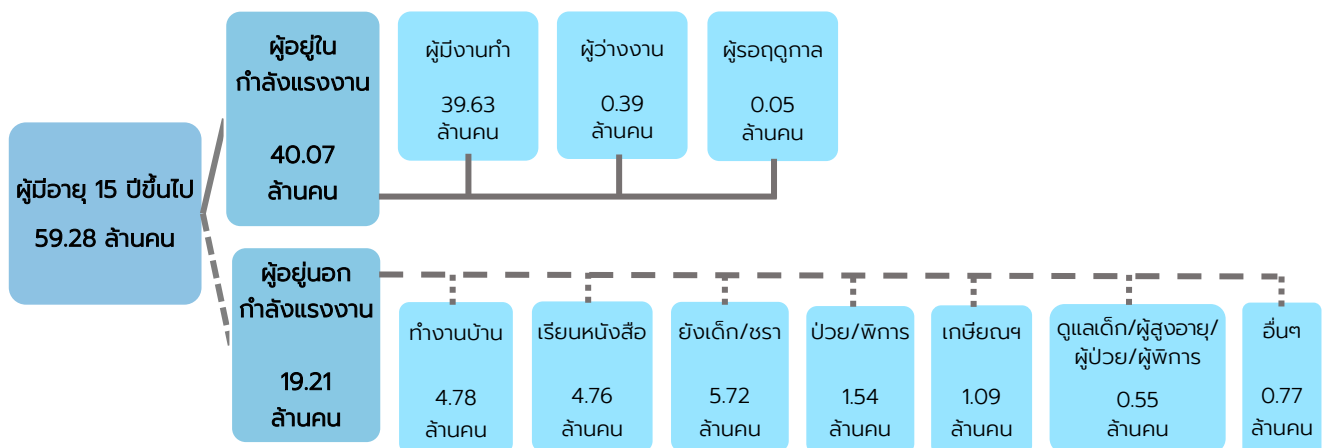 ผู้มีอายุ 15 ปีขึ้นไป
59.28 ล้านคน
ผู้อยู่ใน
กำลังแรงงาน
40.07
ล้านคน
ผู้มีงานทำ
39.63
ล้านคน
ผู้ว่างงาน
0.39
ล้านคน
ผู้รอฤดูกาล
0.05
ล้านคน
ผู้อยู่นอก
กำลังแรงงาน
19.21
ล้านคน
ทำงานบ้าน
4.78
ล้านคน
เรียนหนังสือ
4.76
ล้านคน
ยังเด็ก/ชรา
5.72
ล้านคน
ป่วย/พิการ
1.54
ล้านคน
เกษียณฯ
1.09
ล้านคน
ดูแลเด็ก/ผู้สูงอายุ/
ผู้ป่วย/ผู้พิการ
0.55
ล้านคน
อื่นๆ
0.77
ล้านคน